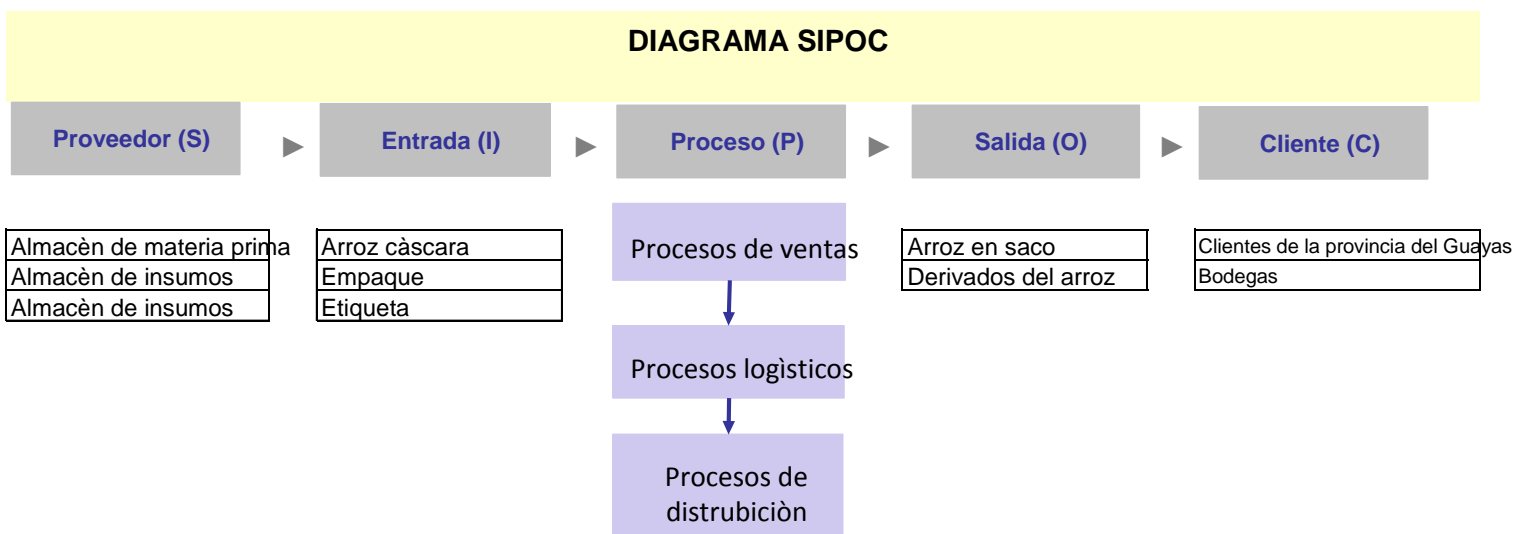 DIAGRAMA SIPOC
Proveedor (S)
Entrada (I)
Proceso (P)
Salida (O)
Cliente (C)
Almacèn de materia prima
Almacèn de insumos
Almacèn de insumos
Arroz càscara
Empaque
Etiqueta
Procesos de ventas
Procesos logìsticos
Procesos de
distrubiciòn
Arroz en saco
Derivados del arroz
Clientes de la provincia del Guayas
Bodegas